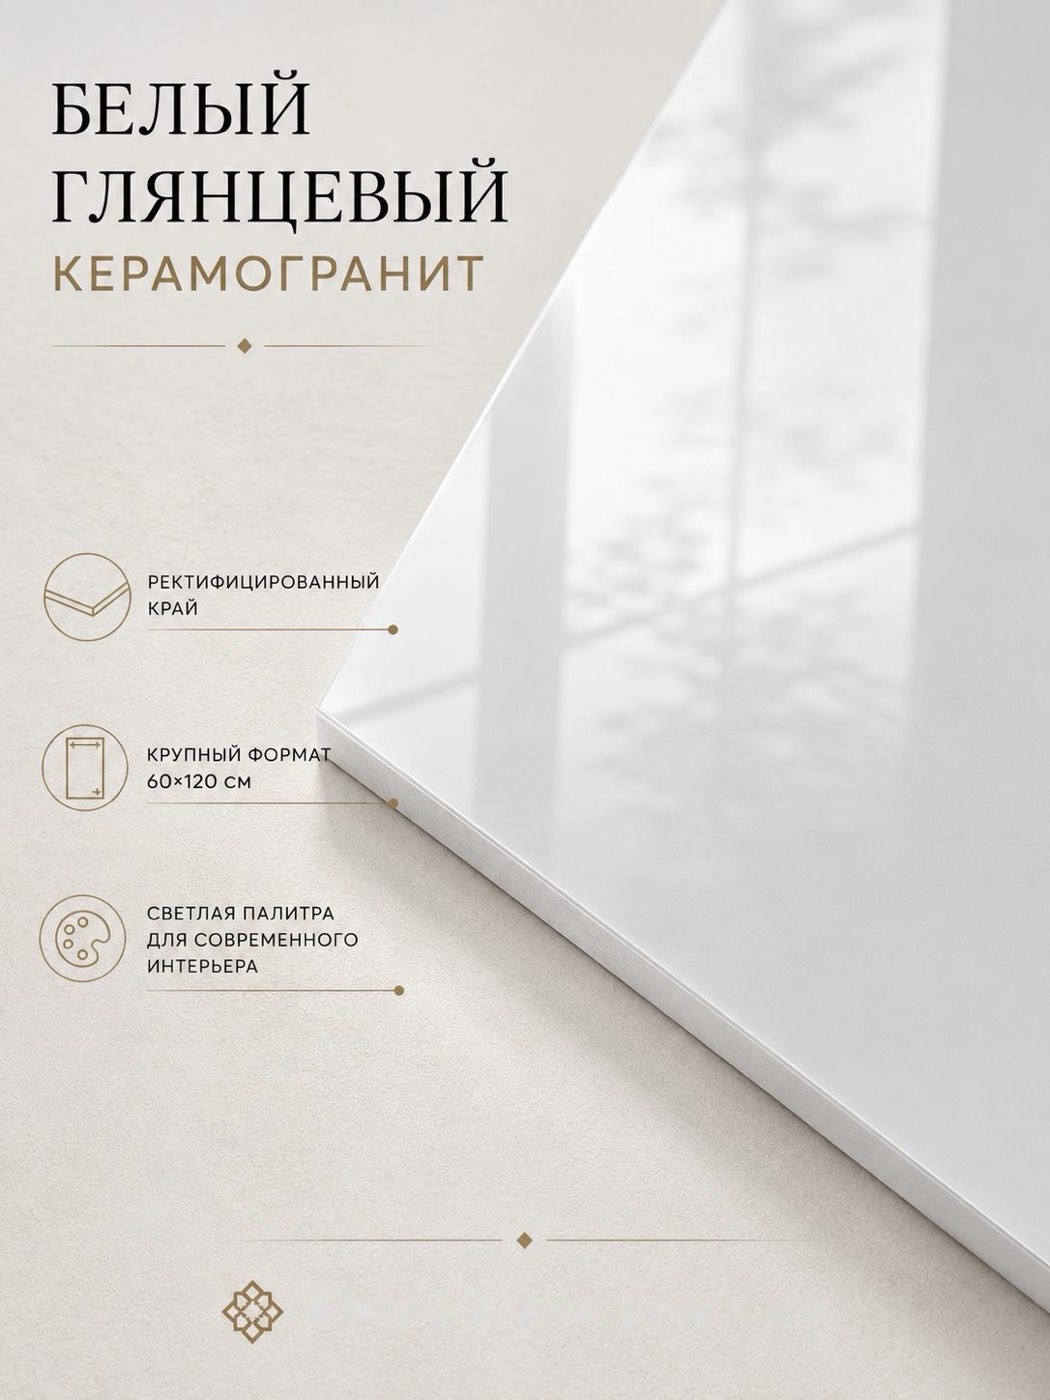 БЕЛЫЙ
ГЛЯНЦЕВЫЙ
КЕРАМОГРАНИТ
РЕКТИФИЦИРОВАННЫЙ
КРАЙ
КРУПНЫЙ ФОРМАТ
60×120 см
СВЕТЛАЯ ПАЛИТРА
ДЛЯ СОВРЕМЕННОГО
ИНТЕРЬЕРА